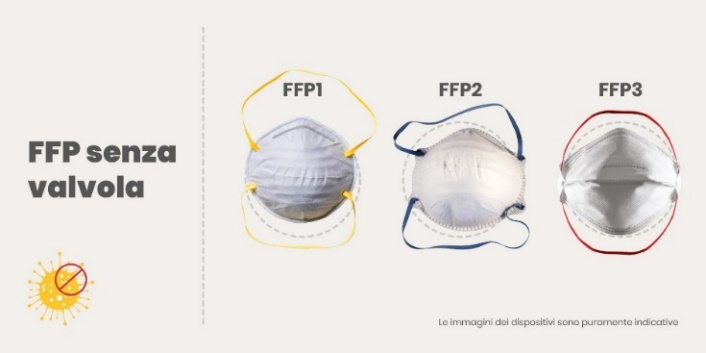 FFP senza
valvola
FFP1
FFP2
FFP3
Le immagini dei dispositivi sono puramente indicative